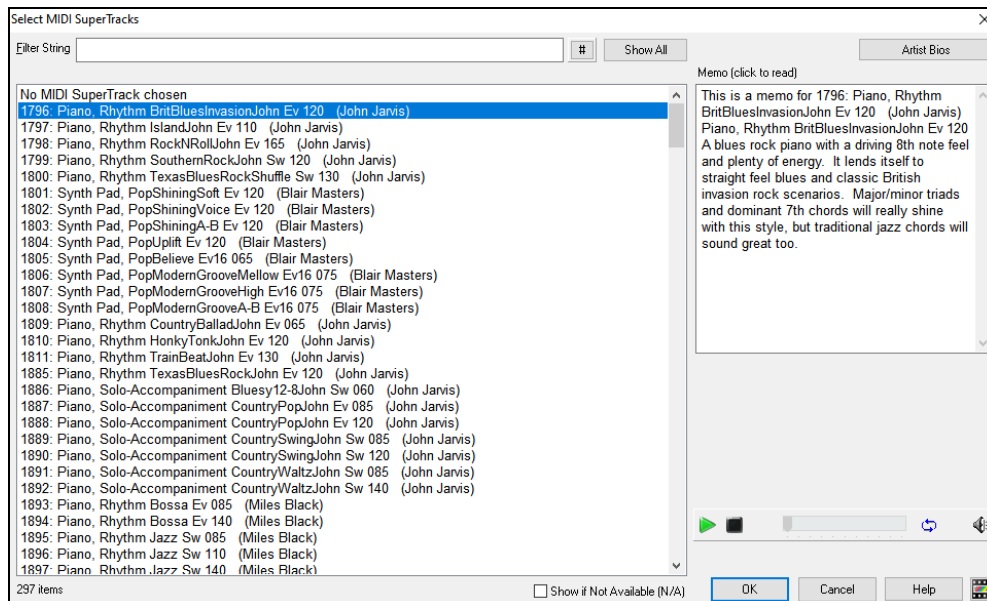 Select MIDI SuperTracks
Filter String
#
Show All
Artist Bios
Memo (click to read)
No MIDI SuperTrack chosen
1796: Piano, Rhythm BritBluesInvasionJohn Ev 120 (John Jarvis)
1797: Piano, Rhythm IslandJohn Ev 110 (John Jarvis)
1798: Piano, Rhythm RockNRollJohn Ev 165 (John Jarvis)
1799: Piano, Rhythm SouthernRockJohn Sw 120 (John Jarvis)
1800: Piano, Rhythm TexasBluesRockShuffle Sw 130 (John Jarvis)
1801: Synth Pad, PopShiningSoft Ev 120 (Blair Masters)
1802: Synth Pad, PopShiningVoice Ev 120 (Blair Masters)
1803: Synth Pad, PopShiningA-B Ev 120 (Blair Masters)
1804: Synth Pad, PopUplift Ev 120 (Blair Masters)
1805: Synth Pad, PopBelieve Ev16 065 (Blair Masters)
1806: Synth Pad, PopModernGrooveMellow Ev16 075 (Blair Masters)
1807: Synth Pad, PopModernGrooveHigh Ev16 075 (Blair Masters)
1808: Synth Pad, PopModernGrooveA-B Ev16 075 (Blair Masters)
1809: Piano, Rhythm CountryBalladJohn Ev 065 (John Jarvis)
1810: Piano, Rhythm HonkyTonkJohn Ev 120 (John Jarvis)
1811: Piano, Rhythm TrainBeatJohn Ev 130 (John Jarvis)
1885: Piano, Rhythm TexasBluesRockJohn Ev 120 (John Jarvis)
1886: Piano, Solo-Accompaniment Bluesy12-8John Sw 060 (John Jarvis)
1887: Piano, Solo-Accompaniment CountryPopJohn Ev 085 (John Jarvis)
1888: Piano, Solo-Accompaniment CountryPopJohn Ev 120 (John Jarvis)
1889: Piano, Solo-Accompaniment CountrySwingJohn Sw 085 (John Jarvis)
1890: Piano, Solo-Accompaniment CountrySwingJohn Sw 120 (John Jarvis)
1891: Piano, Solo-Accompaniment CountryWaltzJohn Sw 085 (John Jarvis)
1892: Piano, Solo-Accompaniment CountryWaltzJohn Sw 140 (John Jarvis)
1893: Piano, Rhythm Bossa Ev 085 (Miles Black)
1894: Piano, Rhythm Bossa Ev 140 (Miles Black)
1895: Piano, Rhythm Jazz Sw 085 (Miles Black)
1896: Piano, Rhythm Jazz Sw 110 (Miles Black)
1897: Piano, Rhythm Jazz Sw 140 (Miles Black)
This is a memo for 1796: Piano, Rhythm
BritBluesInvasionJohn Ev 120 (John Jarvis)
Piano, Rhythm BritBluesInvasionJohn Ev 120
A blues rock piano with a driving 8th note feel
and plenty of energy. It lends itself to
straight feel blues and classic British
invasion rock scenarios. Major/minor triads
and dominant 7th chords will really shine
with this style, but traditional jazz chords will
sound great too.
297 items
Show if Not Available (N/A)
OK
Cancel
Help